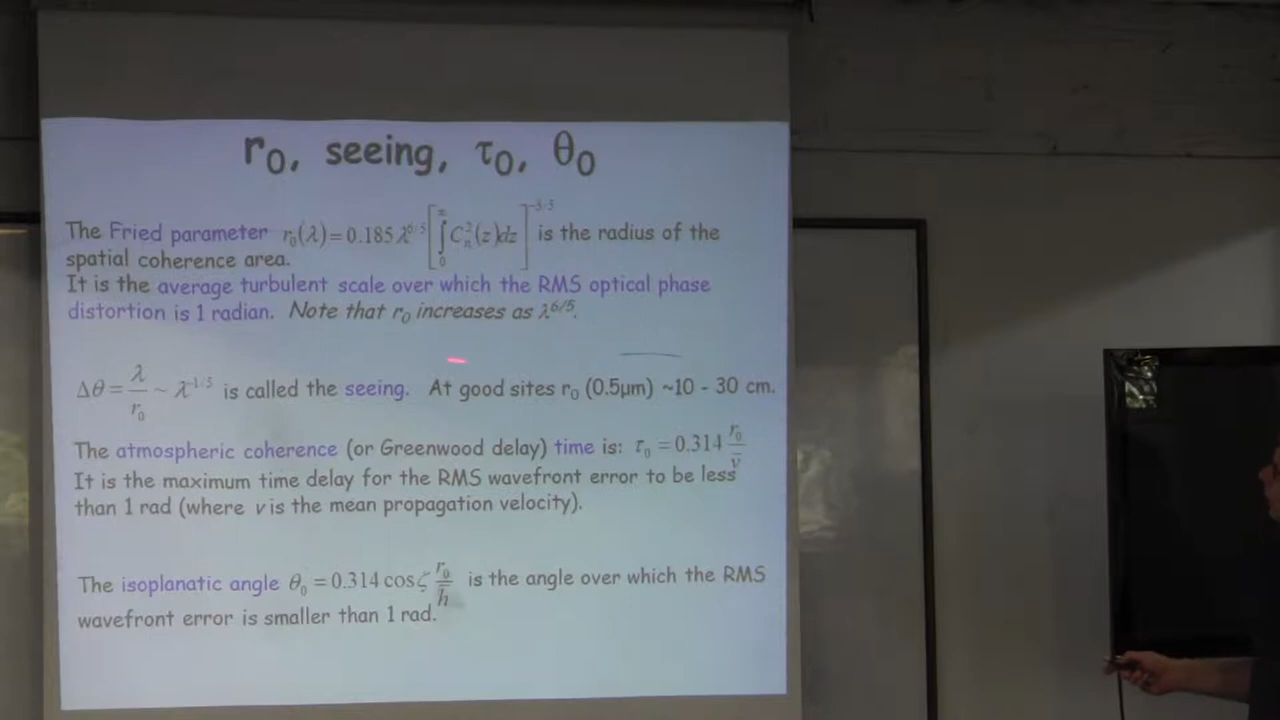 r₀, seeing, τ₀, θ₀
The Fried parameter r₀(λ) = 0.185 λ^{6/5} [∫₀^∞ Cₙ²(z)dz]^{-3/5} is the radius of the
spatial coherence area.
It is the average turbulent scale over which the RMS optical phase
distortion is 1 radian. Note that r₀ increases as λ^{6/5}.
Δθ = λ/r₀ ~ λ^{-1/5} is called the seeing. At good sites r₀ (0.5μm) ~10 - 30 cm.
The atmospheric coherence (or Greenwood delay) time is: τ₀ = 0.314 r₀/v̄
It is the maximum time delay for the RMS wavefront error to be less
than 1 rad (where v is the mean propagation velocity).
The isoplanatic angle θ₀ = 0.314 cos ζ r₀/h̄ is the angle over which the RMS
wavefront error is smaller than 1 rad.